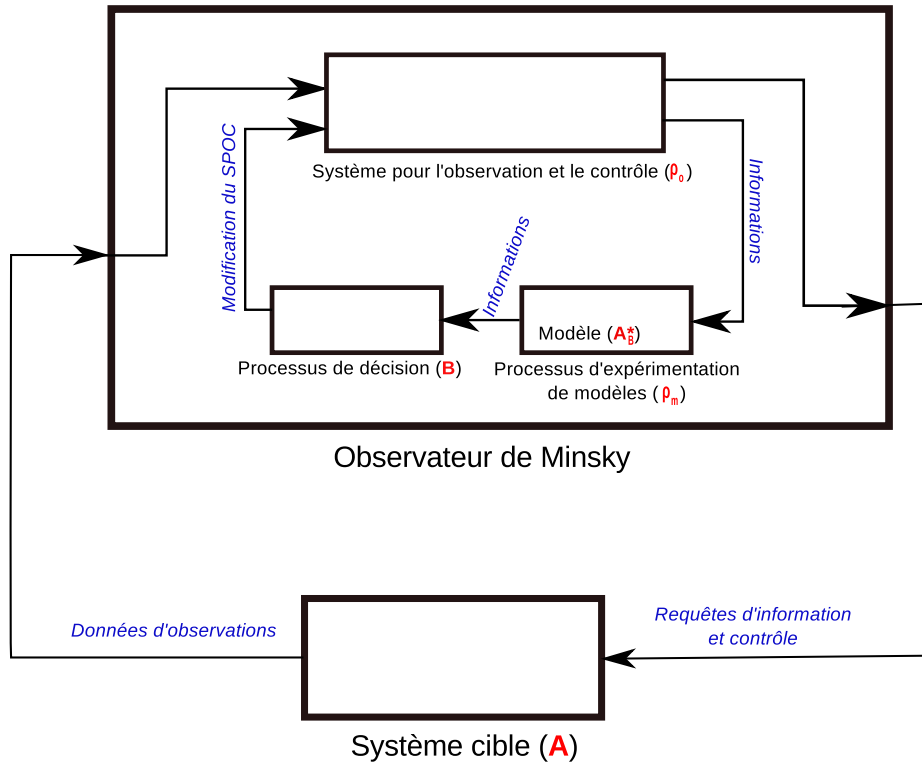 Système pour l'observation et le contrôle (ρo)
Modification du SPOC
Informations
Informations
Modèle (A*B)
Processus de décision (B)
Processus d'expérimentation
de modèles (ρm)
Observateur de Minsky
Données d'observations
Requêtes d'information
et contrôle
Système cible (A)